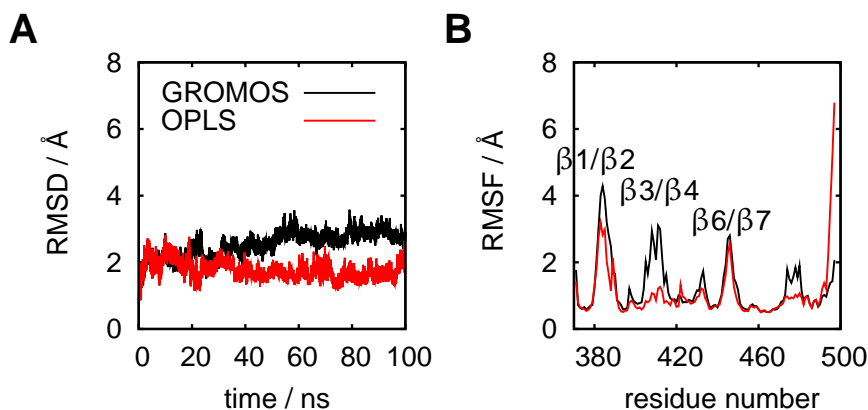 A
RMSD / Å
8
6
4
2
0
GROMOS
OPLS
0 20 40 60 80 100
time / ns
B
RMSF / Å
8
6
4
2
0
β1/β2
β3/β4
β6/β7
380 420 460 500
residue number